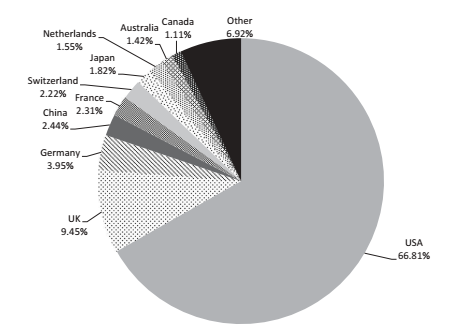 Other
6.92%
Canada
1.11%
Australia
1.42%
Netherlands
1.55%
Japan
1.82%
Switzerland
2.22%
France
2.31%
China
2.44%
Germany
3.95%
UK
9.45%
USA
66.81%